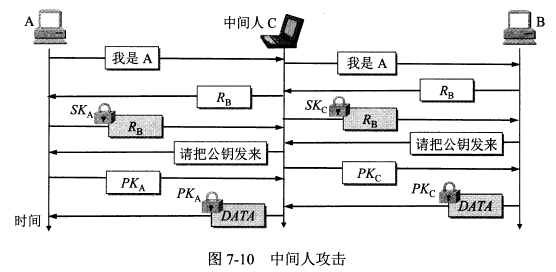 A 中间人 C B
我是 A 我是 A
R_B R_B
SK_A SK_C
R_B R_B
请把公钥发来 请把公钥发来
PK_A PK_C
PK_A PK_C
DATA DATA
时间
图 7-10 中间人攻击